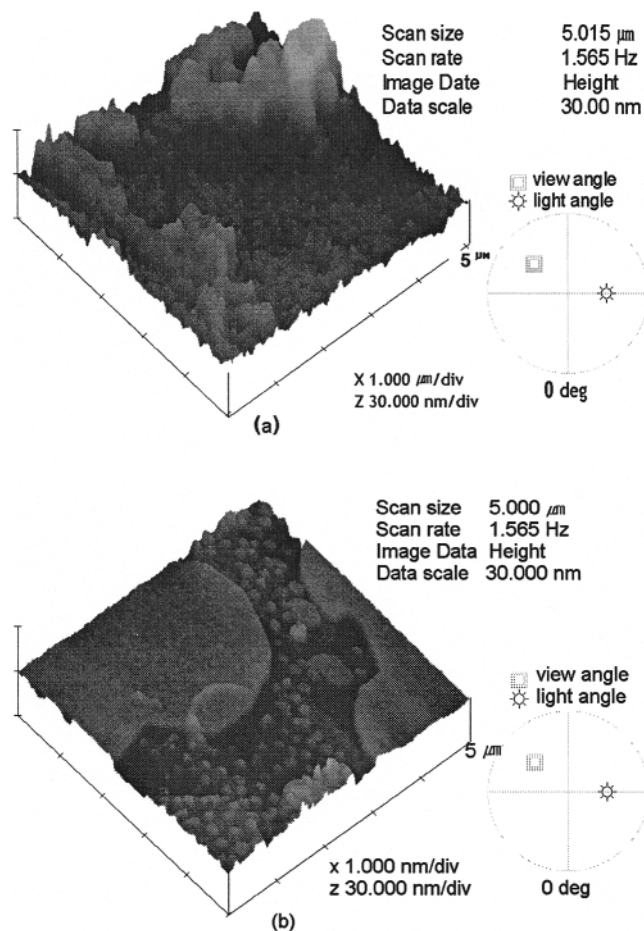 Scan size 5.015 μm
Scan rate 1.565 Hz
Image Date Height
Data scale 30.00 nm
view angle
light angle
5 μm
0 deg
X 1.000 μm/div
Z 30.000 nm/div
(a)
Scan size 5.000 μm
Scan rate 1.565 Hz
Image Data Height
Data scale 30.000 nm
view angle
light angle
5 μm
0 deg
x 1.000 nm/div
z 30.000 nm/div
(b)